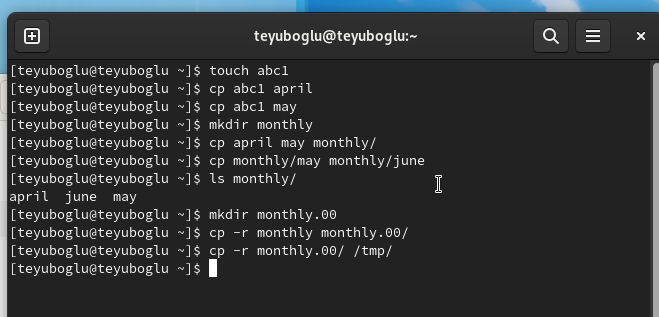 teyuboglu@teyuboglu:~
[teyuboglu@teyuboglu ~]$ touch abc1
[teyuboglu@teyuboglu ~]$ cp abc1 april
[teyuboglu@teyuboglu ~]$ cp abc1 may
[teyuboglu@teyuboglu ~]$ mkdir monthly
[teyuboglu@teyuboglu ~]$ cp april may monthly/
[teyuboglu@teyuboglu ~]$ cp monthly/may monthly/june
[teyuboglu@teyuboglu ~]$ ls monthly/
april  june  may
[teyuboglu@teyuboglu ~]$ mkdir monthly.00
[teyuboglu@teyuboglu ~]$ cp -r monthly monthly.00/
[teyuboglu@teyuboglu ~]$ cp -r monthly.00/ /tmp/
[teyuboglu@teyuboglu ~]$